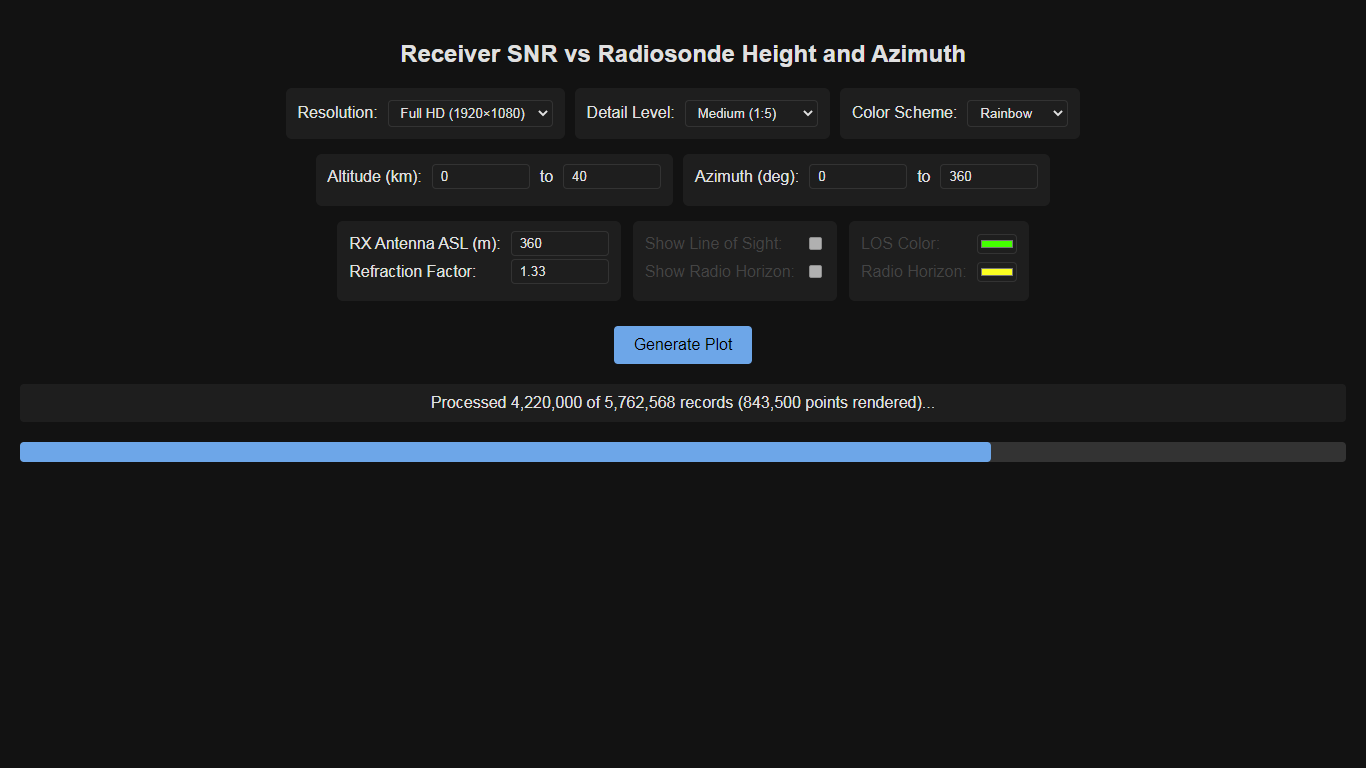 Receiver SNR vs Radiosonde Height and Azimuth
Resolution: Full HD (1920×1080) Detail Level: Medium (1:5) Color Scheme: Rainbow
Altitude (km): 0 to 40 Azimuth (deg): 0 to 360
RX Antenna ASL (m): 360 Show Line of Sight: LOS Color:
Refraction Factor: 1.33 Show Radio Horizon: Radio Horizon:
Generate Plot
Processed 4,220,000 of 5,762,568 records (843,500 points rendered)...